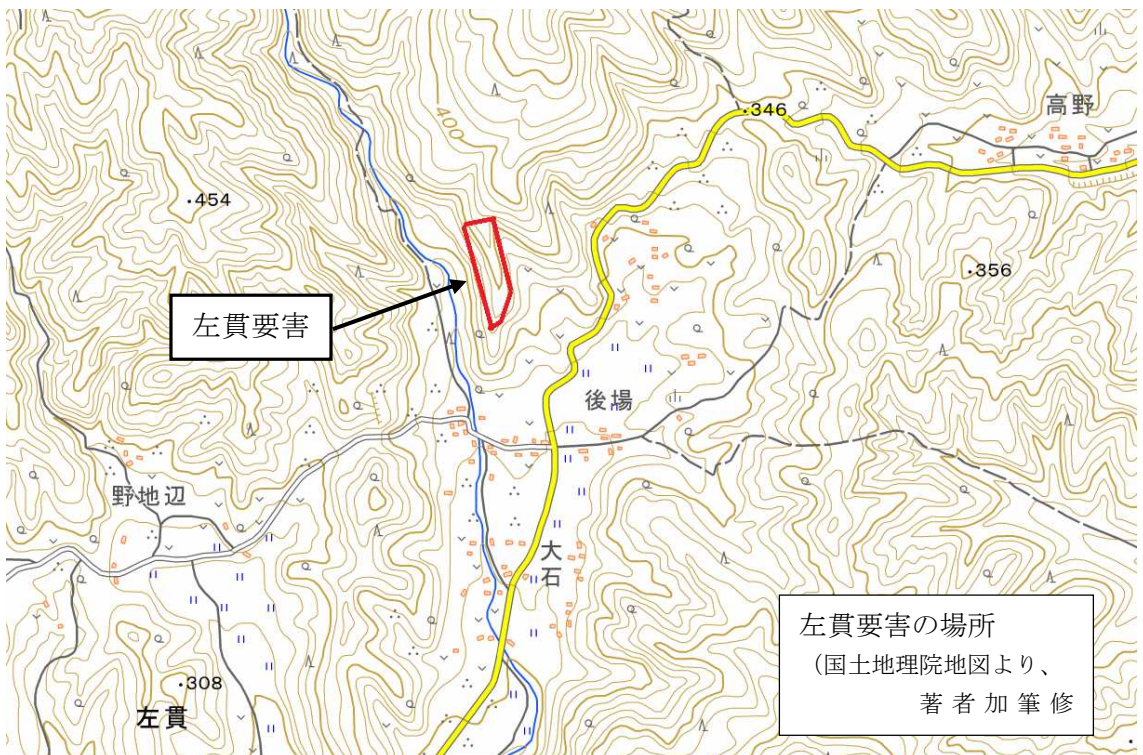 ・346
高野
400
・454
・356
左貫要害
後場
野地辺
大石
左貫要害の場所
(国土地理院地図より、
著者加筆修
・308
左貫